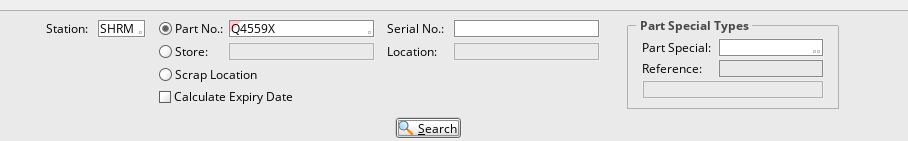 Station: SHRM Part No.: Q4559X Serial No.: Part Special Types
Store: Location: Part Special:
Scrap Location Reference:
Calculate Expiry Date
Search